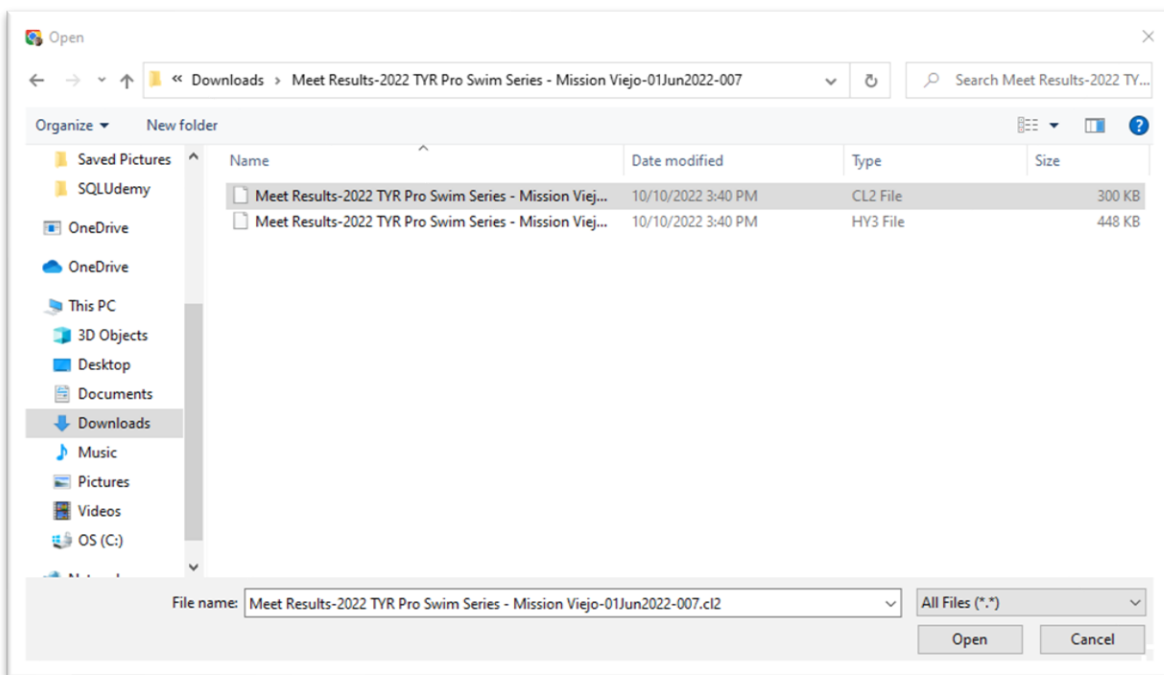 Open
« Downloads › Meet Results-2022 TYR Pro Swim Series - Mission Viejo-01Jun2022-007
Search Meet Results-2022 TY...
Organize
New folder
?
Name
Date modified
Type
Size
Saved Pictures
SQLUdemy
OneDrive
OneDrive
This PC
3D Objects
Desktop
Documents
Downloads
Music
Pictures
Videos
OS (C:)
Meet Results-2022 TYR Pro Swim Series - Mission Viej... 10/10/2022 3:40 PM CL2 File 300 KB
Meet Results-2022 TYR Pro Swim Series - Mission Viej... 10/10/2022 3:40 PM HY3 File 448 KB
File name: Meet Results-2022 TYR Pro Swim Series - Mission Viejo-01Jun2022-007.cl2
All Files (*.*)
Open
Cancel